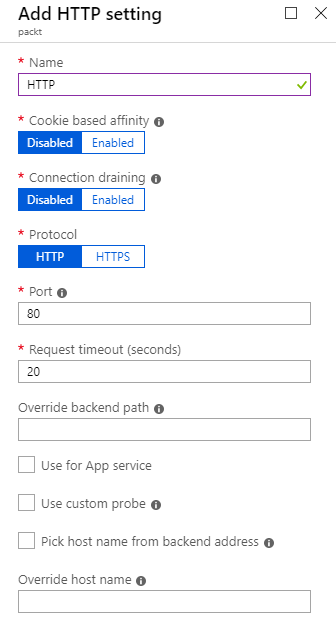 Add HTTP setting
packt
* Name
HTTP
* Cookie based affinity
Disabled Enabled
* Connection draining
Disabled Enabled
* Protocol
HTTP HTTPS
* Port
80
* Request timeout (seconds)
20
Override backend path
Use for App service
Use custom probe
Pick host name from backend address
Override host name